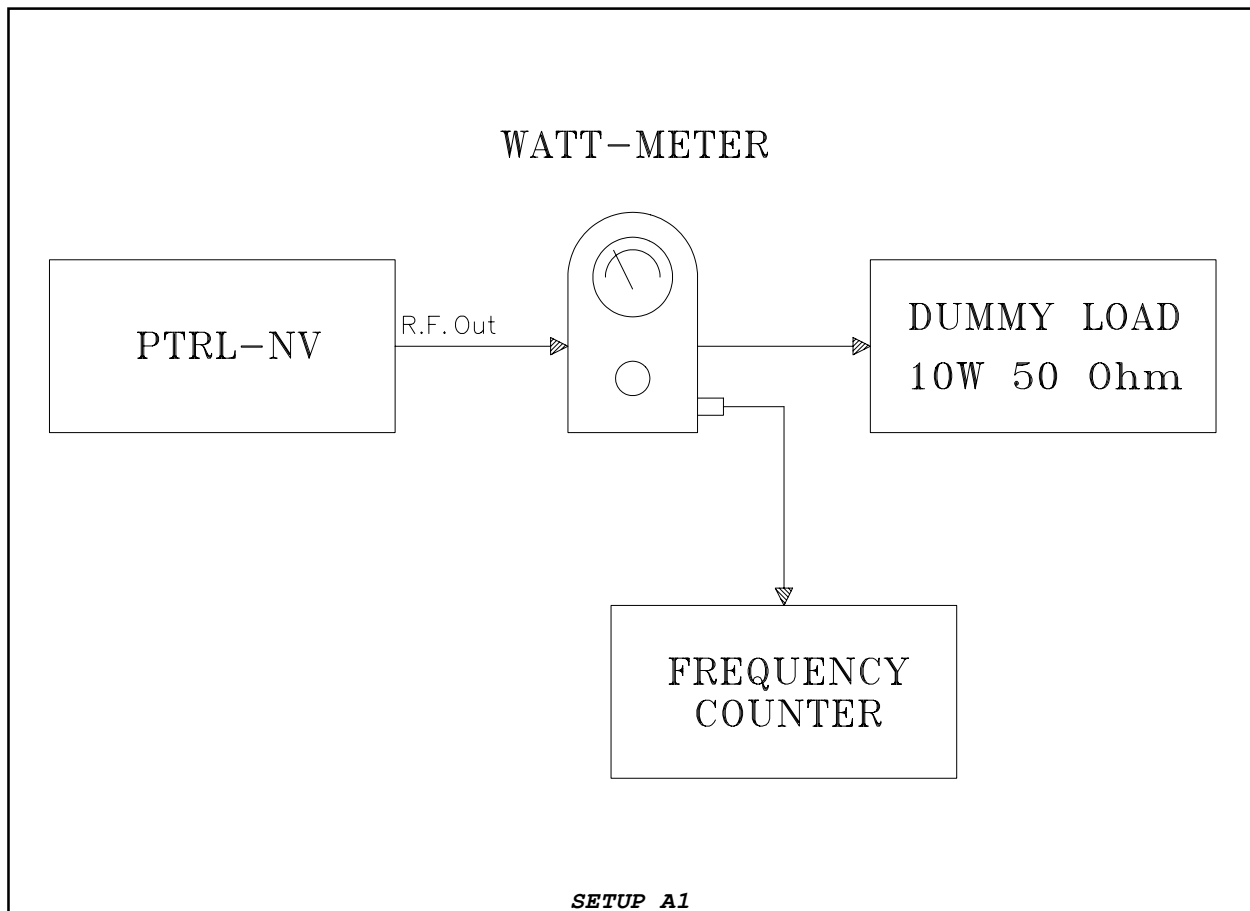 WATT-METER
PTRL-NV
R.F. Out
DUMMY LOAD
10W 50 Ohm
FREQUENCY
COUNTER
SETUP A1